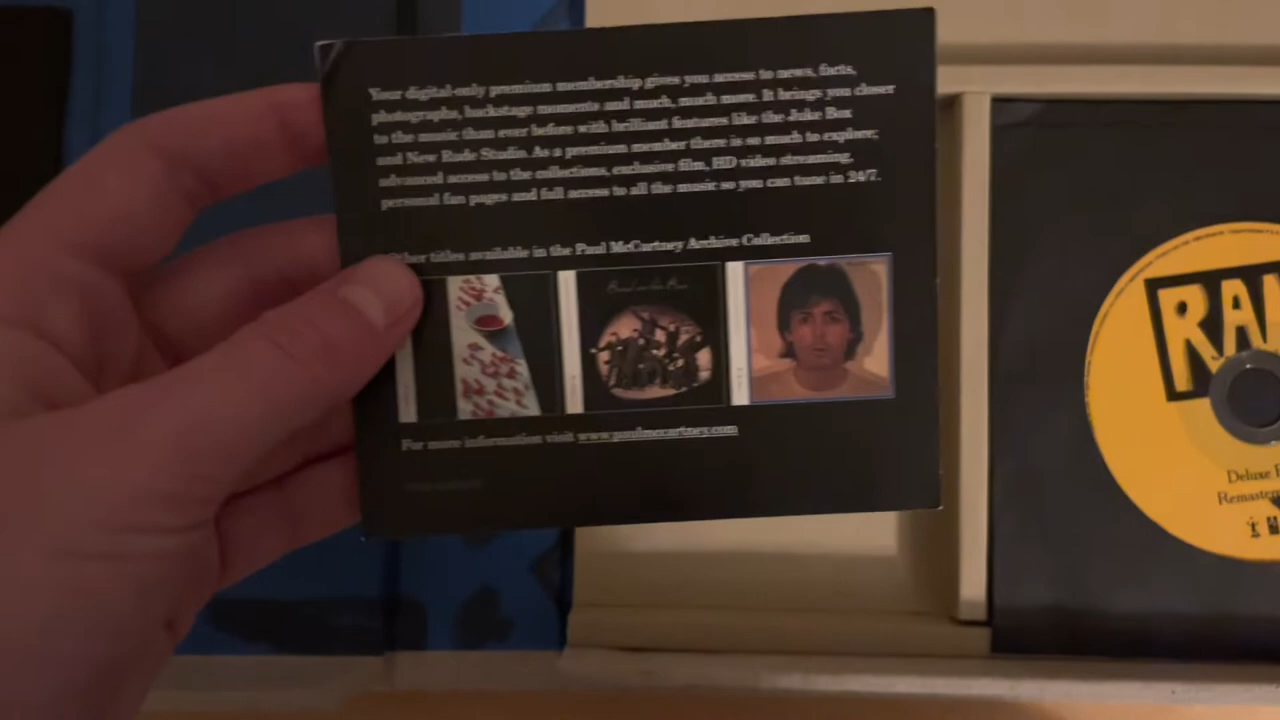 Your digital-only premium membership gives you access to news, facts,
photographs, backstage moments and much, much more. It brings you closer
to the music than ever before with brilliant features like the Juke Box
and New Rude Studio. As a premium member there is so much to explore;
advanced access to the collections, exclusive film, HD video streaming,
personal fan pages and full access to all the music so you can tune in 24/7.
titles available in the Paul McCartney Archive Collection
Band on the Run
For more information visit www.paulmccartney.com
RAM
Deluxe
Remaster